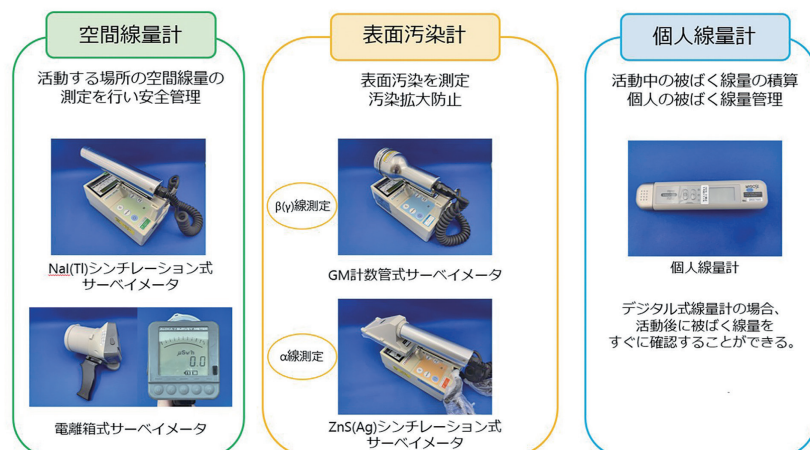 空間線量計
活動する場所の空間線量の
測定を行い安全管理
NaI(Tl)シンチレーション式
サーベイメータ
電離箱式サーベイメータ
表面汚染計
表面汚染を測定
汚染拡大防止
β(γ)線測定
GM計数管式サーベイメータ
α線測定
ZnS(Ag)シンチレーション式
サーベイメータ
個人線量計
活動中の被ばく線量の積算
個人の被ばく線量管理
個人線量計
デジタル式線量計の場合、
活動後に被ばく線量を
すぐに確認することができる。
μSv/h
0.0